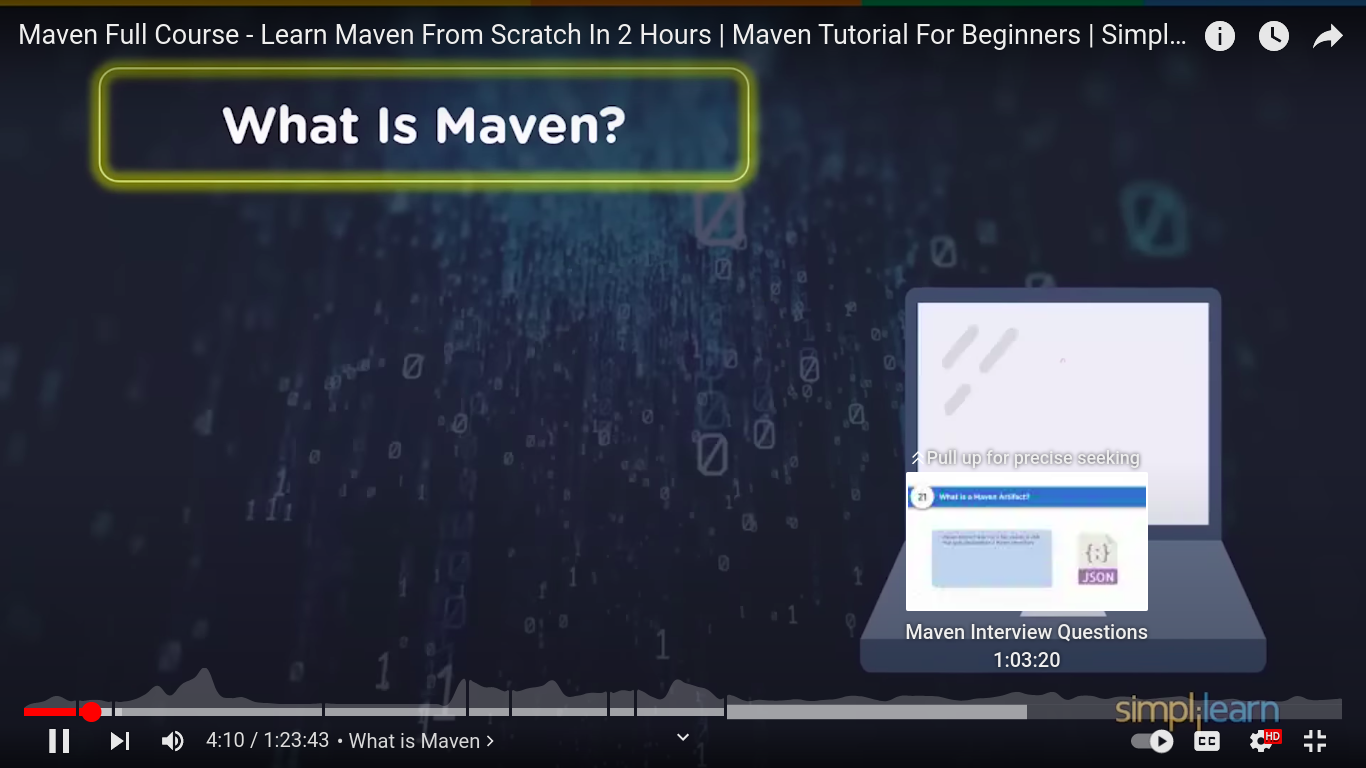 Maven Full Course - Learn Maven From Scratch In 2 Hours | Maven Tutorial For Beginners | Simpl...
What Is Maven?
Pull up for precise seeking
21 What is a Maven Artifact?
{;}
JSON
Maven Interview Questions
1:03:20
simplilearn
4:10 / 1:23:43 • What is Maven
CC
HD